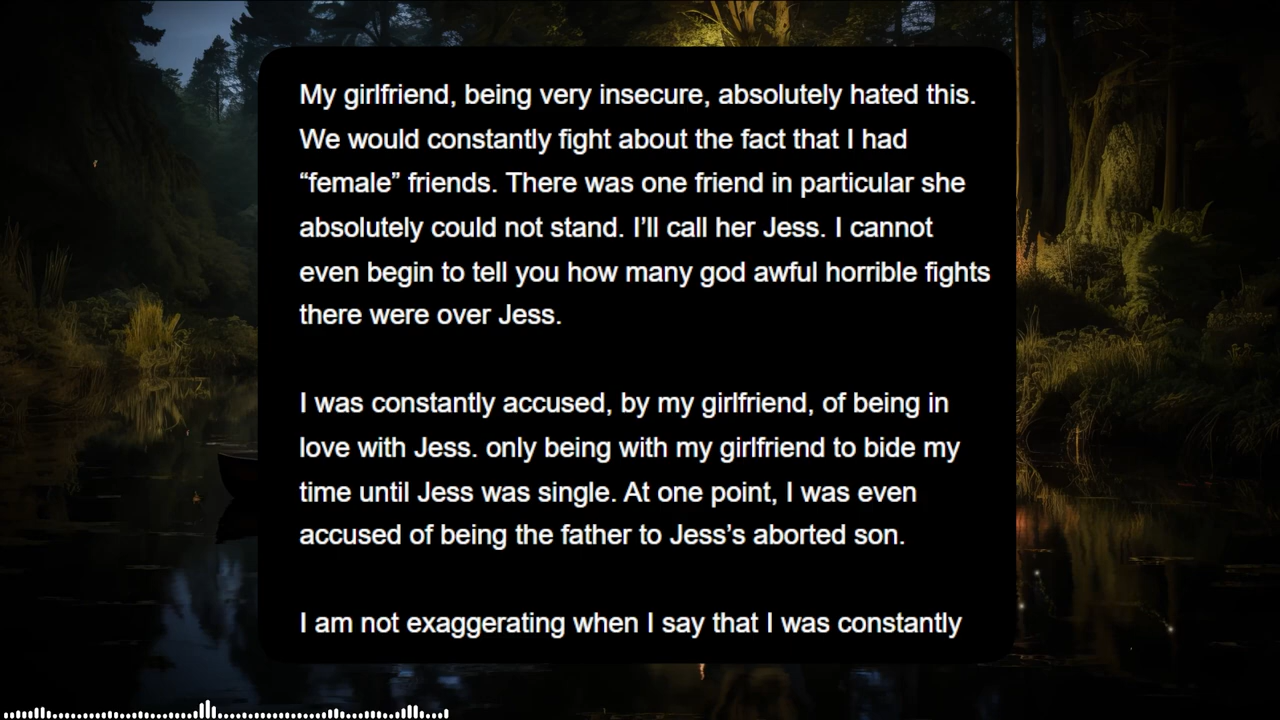 My girlfriend, being very insecure, absolutely hated this.
We would constantly fight about the fact that I had
“female” friends. There was one friend in particular she
absolutely could not stand. I’ll call her Jess. I cannot
even begin to tell you how many god awful horrible fights
there were over Jess.
I was constantly accused, by my girlfriend, of being in
love with Jess. only being with my girlfriend to bide my
time until Jess was single. At one point, I was even
accused of being the father to Jess’s aborted son.
I am not exaggerating when I say that I was constantly